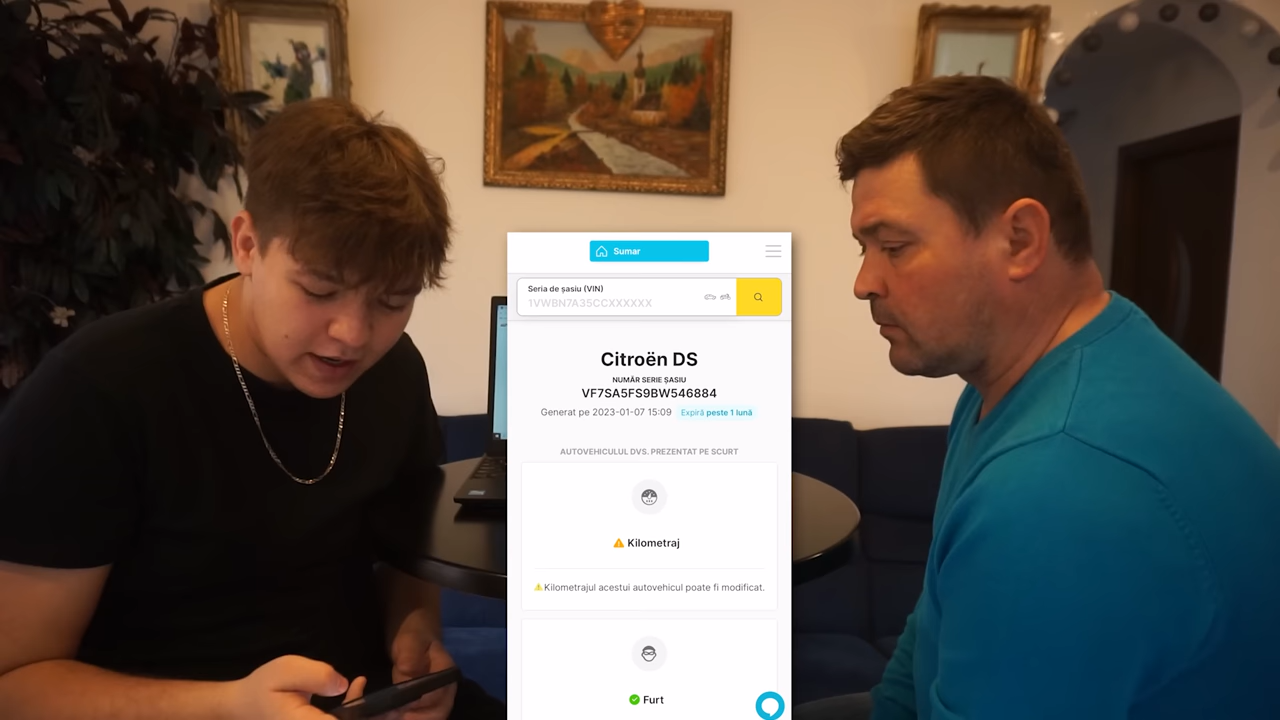 Sumar
Seria de șasiu (VIN)
1VWBN7A35CCXXXXXX
Citroën DS
NUMĂR SERIE ȘASIU
VF7SA5FS9BW546884
Generat pe 2023-01-07 15:09 Expiră peste 1 lună
AUTOVEHICULUL DVS. PREZENTAT PE SCURT
Kilometraj
Kilometrajul acestui autovehicul poate fi modificat.
Furt